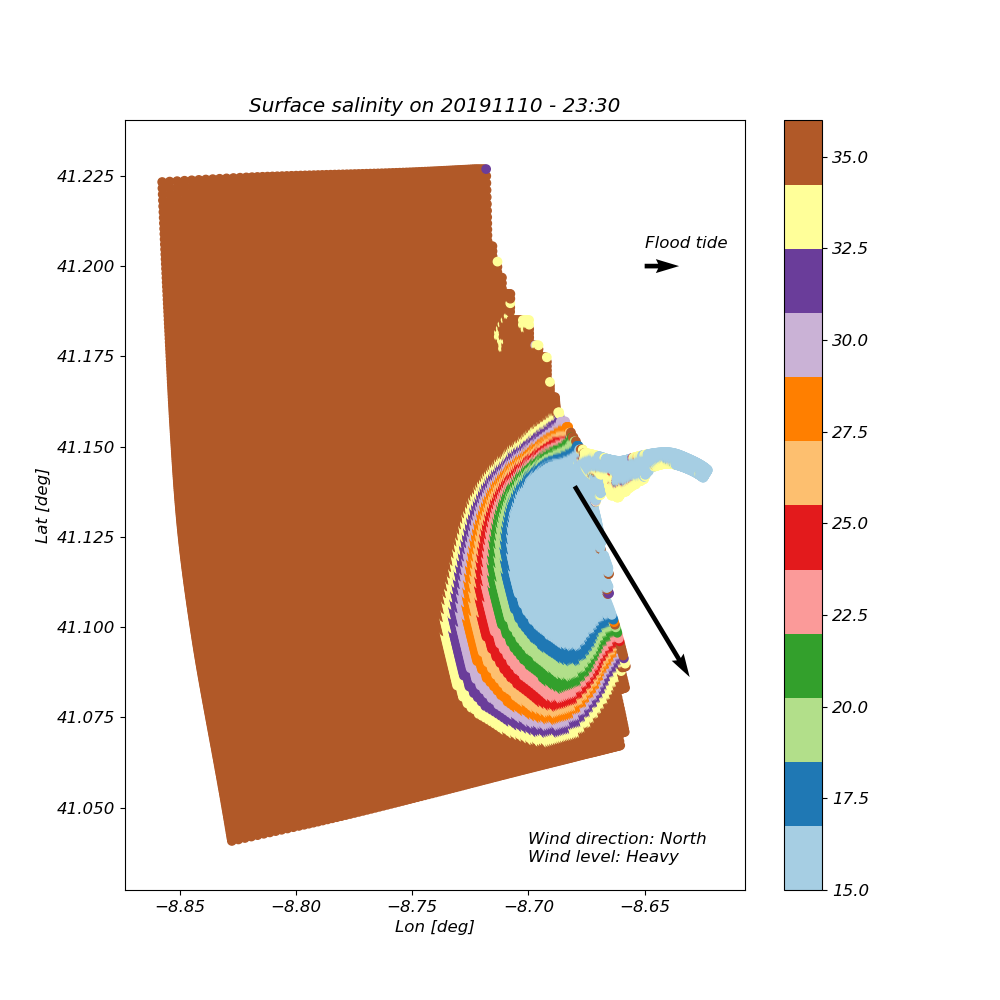 Surface salinity on 20191110 - 23:30
41.225
41.200
41.175
41.150
41.125
41.100
41.075
41.050
Lat [deg]
Flood tide
Wind direction: North
Wind level: Heavy
−8.85 −8.80 −8.75 −8.70 −8.65
Lon [deg]
35.0
32.5
30.0
27.5
25.0
22.5
20.0
17.5
15.0